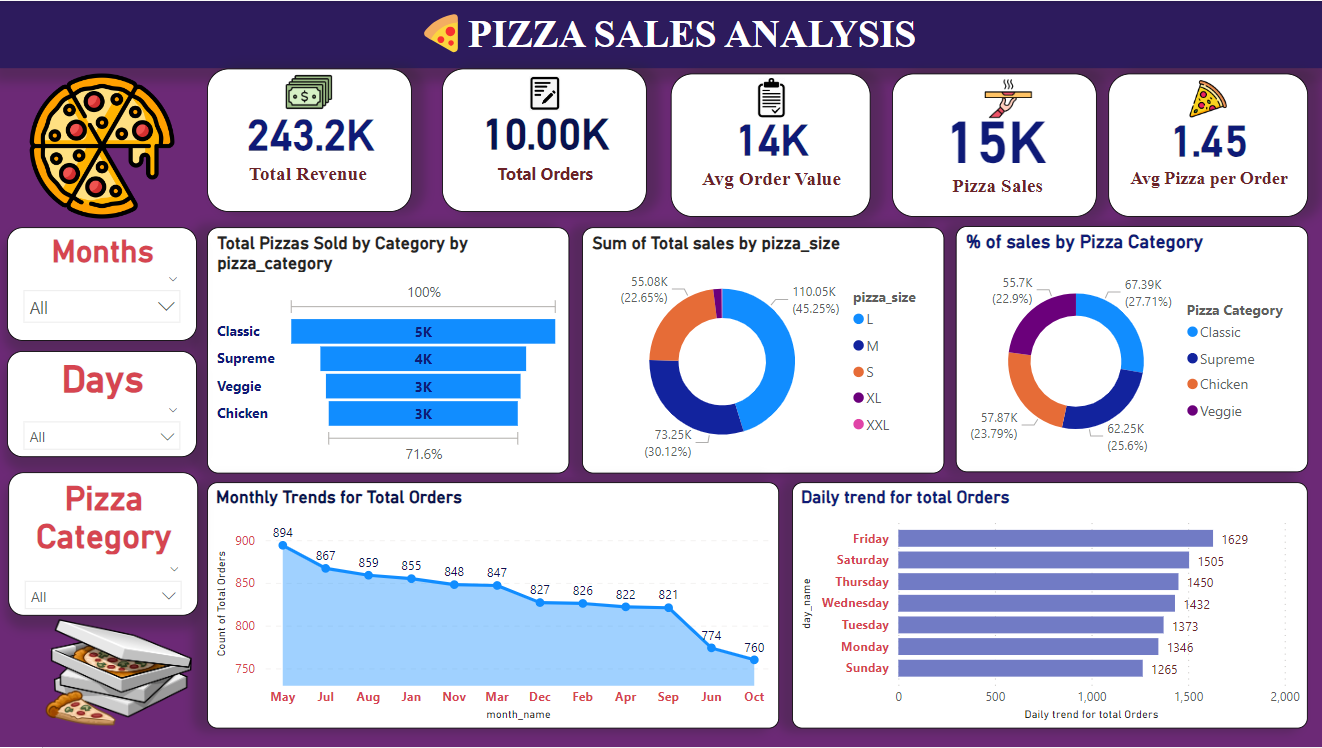 PIZZA SALES ANALYSIS
243.2K
Total Revenue
10.00K
Total Orders
14K
Avg Order Value
15K
Pizza Sales
1.45
Avg Pizza per Order
Months
All
Days
All
Pizza
Category
All
Total Pizzas Sold by Category by
pizza_category
100%
Classic 5K
Supreme 4K
Veggie 3K
Chicken 3K
71.6%
Sum of Total sales by pizza_size
55.08K
(22.65%)
110.05K
(45.25%)
73.25K
(30.12%)
pizza_size
L
M
S
XL
XXL
% of sales by Pizza Category
55.7K
(22.9%)
67.39K
(27.71%)
57.87K
(23.79%)
62.25K
(25.6%)
Pizza Category
Classic
Supreme
Chicken
Veggie
Monthly Trends for Total Orders
Count of Total Orders
900
850
800
750
894 867 859 855 848 847 827 826 822 821 774 760
May Jul Aug Jan Nov Mar Dec Feb Apr Sep Jun Oct
month_name
Daily trend for total Orders
day_name
Friday 1629
Saturday 1505
Thursday 1450
Wednesday 1432
Tuesday 1373
Monday 1346
Sunday 1265
0 500 1,000 1,500 2,000
Daily trend for total Orders